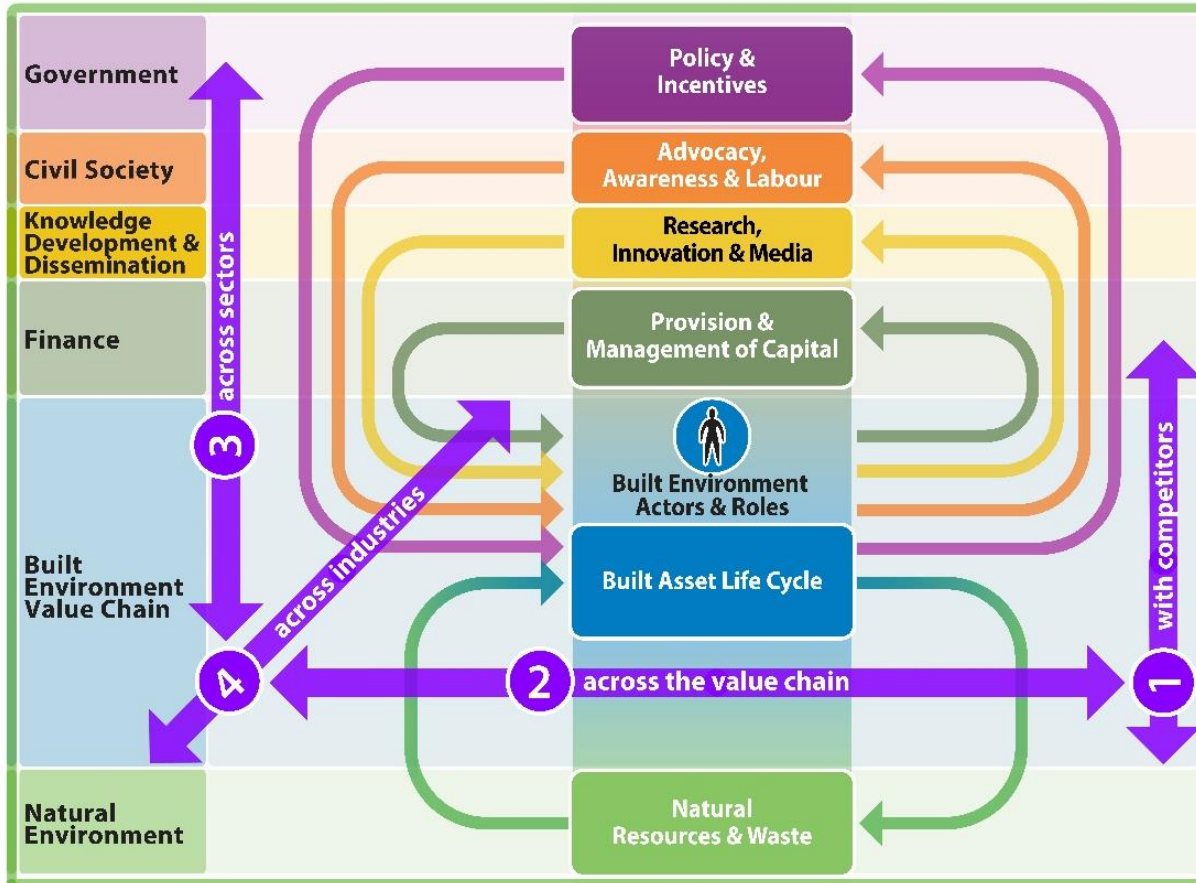 Government
Policy &
Incentives
Civil Society
Advocacy,
Awareness & Labour
Knowledge
Development &
Dissemination
Research,
Innovation & Media
Finance
Provision &
Management of Capital
across sectors
3
Built
Environment
Value Chain
Built Environment
Actors & Roles
Built Asset Life Cycle
across industries
4
2
across the value chain
with competitors
1
Natural
Environment
Natural
Resources & Waste